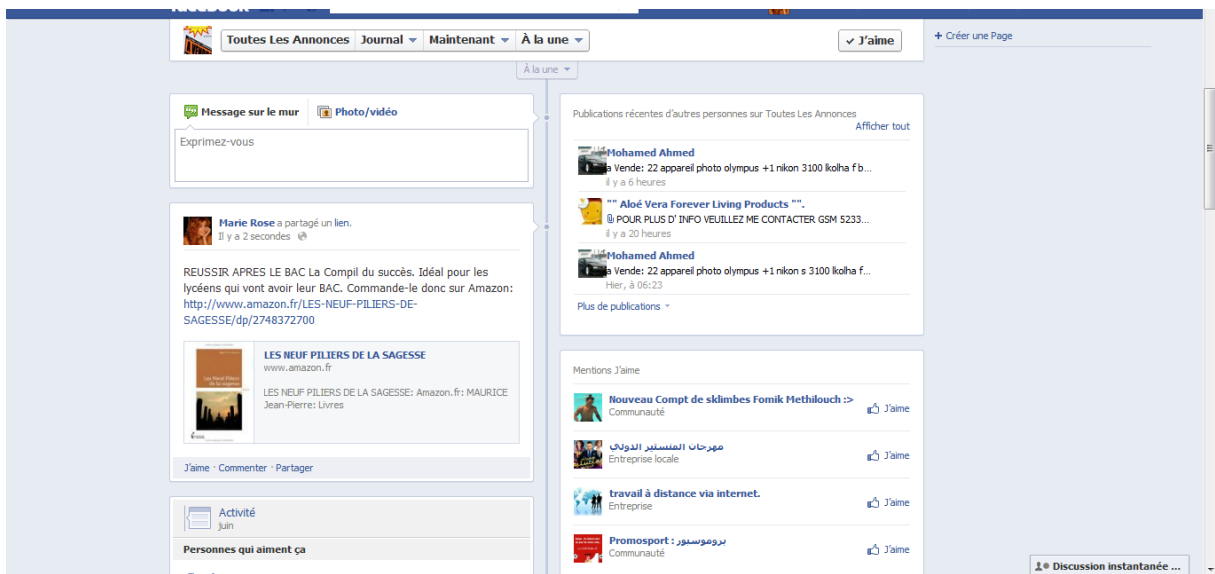 + Créer une Page
Toutes Les Annonces Journal Maintenant À la une
✓ J'aime
À la une
Message sur le mur Photo/vidéo
Exprimez-vous
Marie Rose a partagé un lien.
Il y a 2 secondes
REUSSIR APRES LE BAC La Compil du succès. Idéal pour les
lycéens qui vont avoir leur BAC. Commande-le donc sur Amazon:
http://www.amazon.fr/LES-NEUF-PILIERS-DE-
SAGESSE/dp/2748372700
LES NEUF PILIERS DE LA SAGESSE
www.amazon.fr
LES NEUF PILIERS DE LA SAGESSE: Amazon.fr: MAURICE
Jean-Pierre: Livres
J'aime · Commenter · Partager
Activité
juin
Personnes qui aiment ça
Publications récentes d'autres personnes sur Toutes Les Annonces
Afficher tout
Mohamed Ahmed
a Vende: 22 appareil photo olympus +1 nikon 3100 lkolha f b...
il y a 6 heures
"" Aloé Vera Forever Living Products "".
POUR PLUS D' INFO VEUILLEZ ME CONTACTER GSM 5233...
il y a 20 heures
Mohamed Ahmed
a Vende: 22 appareil photo olympus +1 nikon s 3100 lkolha f...
Hier, à 06:23
Plus de publications
Mentions J'aime
Nouveau Compt de sklimbes Fomik Methilouch :>
Communauté
J'aime
مهرجان المنستير الدولي
Entreprise locale
J'aime
travail à distance via internet.
Entreprise
J'aime
Promosport : بروموسبور
Communauté
J'aime
Discussion instantanée ...